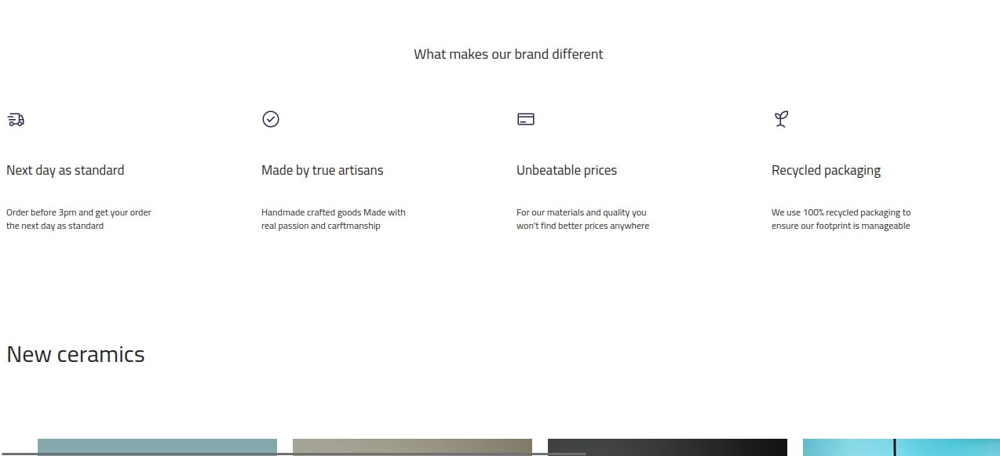 What makes our brand different
Next day as standard
Order before 3pm and get your order
the next day as standard
Made by true artisans
Handmade crafted goods Made with
real passion and carftmanship
Unbeatable prices
For our materials and quality you
won't find better prices anywhere
Recycled packaging
We use 100% recycled packaging to
ensure our footprint is manageable
New ceramics